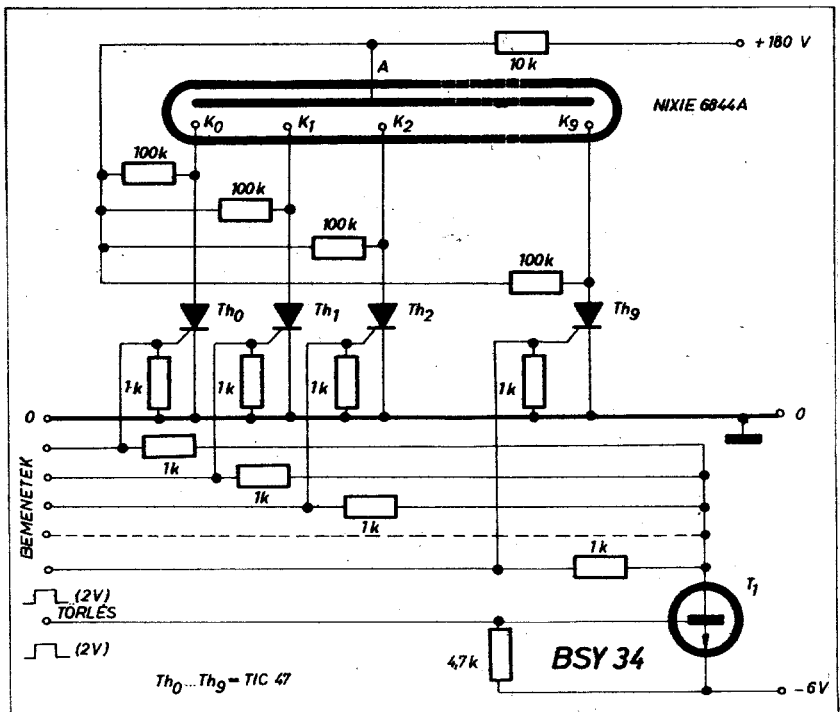 +180 V
10k
A
NIXIE 6844A
K0
K1
K2
K9
100k
100k
100k
100k
Th0
Th1
Th2
Th9
1k
1k
1k
1k
0
0
1k
1k
1k
1k
BEMENETEK
T1
(2V)
TÖRLÉS
(2V)
4,7k
BSY 34
Th0...Th9 = TIC 47
-6V